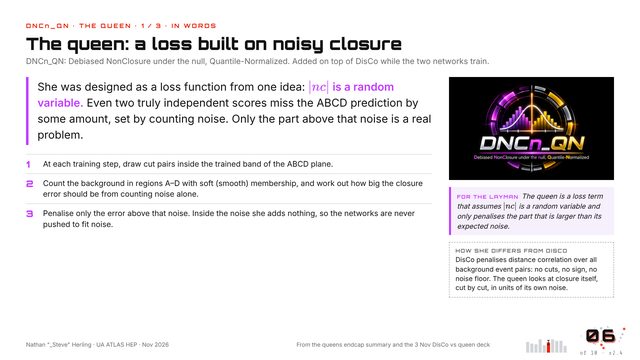 DNCn_QN · THE QUEEN · 1 / 3 · IN WORDS
The queen: a loss built on noisy closure
DNCn_QN: Debiased NonClosure under the null, Quantile-Normalized. Added on top of DisCo while the two networks train.
She was designed as a loss function from one idea: |nc| is a random
variable. Even two truly independent scores miss the ABCD prediction by
some amount, set by counting noise. Only the part above that noise is a real
problem.
1 At each training step, draw cut pairs inside the trained band of the ABCD plane.
2 Count the background in regions A–D with soft (smooth) membership, and work out how big the closure
error should be from counting noise alone.
3 Penalise only the error above that noise. Inside the noise she adds nothing, so the networks are never
pushed to fit noise.
DNCn_QN
Debiased NonClosure under the null, Quantile-Normalized
FOR THE LAYMAN The queen is a loss term
that assumes |nc| is a random variable and
only penalises the part that is larger than its
expected noise.
HOW SHE DIFFERS FROM DISCO
DisCo penalises distance correlation over all
background event pairs: no cuts, no sign, no
noise floor. The queen looks at closure itself,
cut by cut, in units of its own noise.
Nathan "_Steve" Herling · UA ATLAS HEP · Nov 2026
From the queens endcap summary and the 3 Nov DisCo vs queen deck
06
of 10 · v2.4